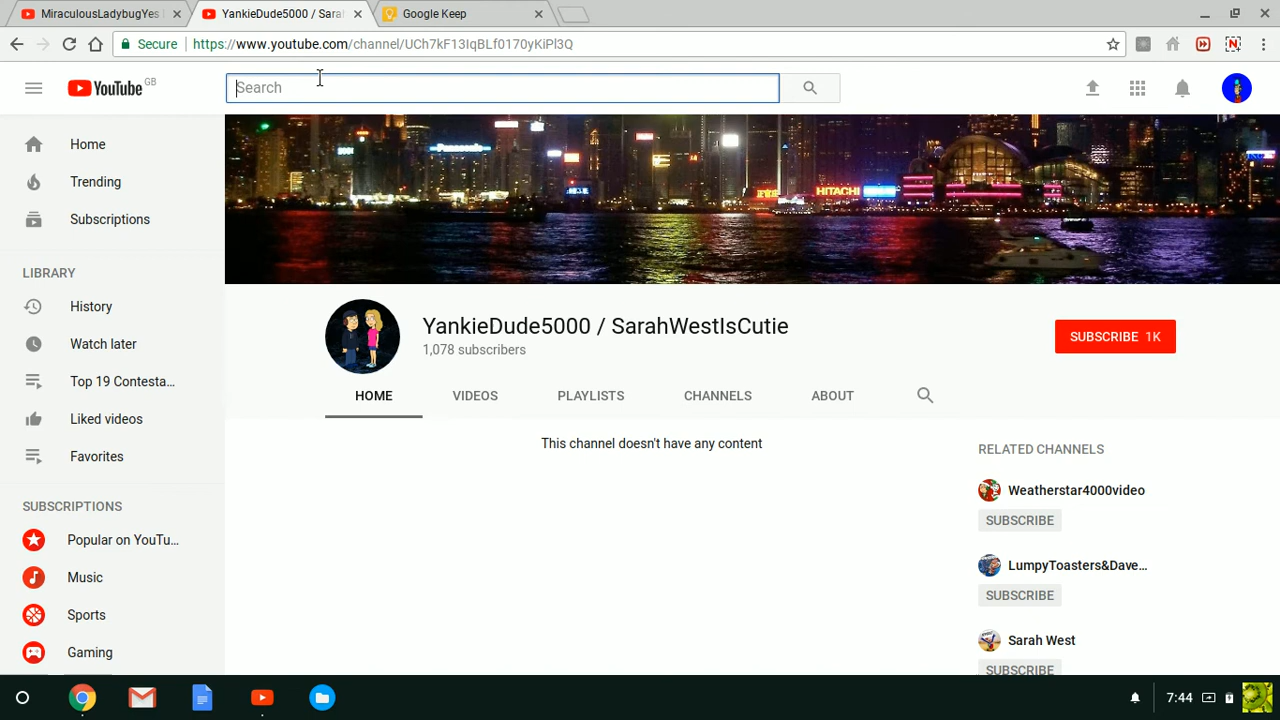 MiraculousLadybugYes
YankieDude5000 / Sara
Google Keep
Secure
https://www.youtube.com/channel/UCh7kF13IqBLf0170yKiPl3Q
YouTube GB
Search
Home
Trending
Subscriptions
LIBRARY
History
Watch later
Top 19 Contesta...
Liked videos
Favorites
SUBSCRIPTIONS
Popular on YouTu...
Music
Sports
Gaming
Panasonic
HITACHI
YankieDude5000 / SarahWestIsCutie
1,078 subscribers
SUBSCRIBE 1K
HOME
VIDEOS
PLAYLISTS
CHANNELS
ABOUT
This channel doesn't have any content
RELATED CHANNELS
Weatherstar4000video
SUBSCRIBE
LumpyToasters&Dave...
SUBSCRIBE
Sarah West
SUBSCRIBE
7:44